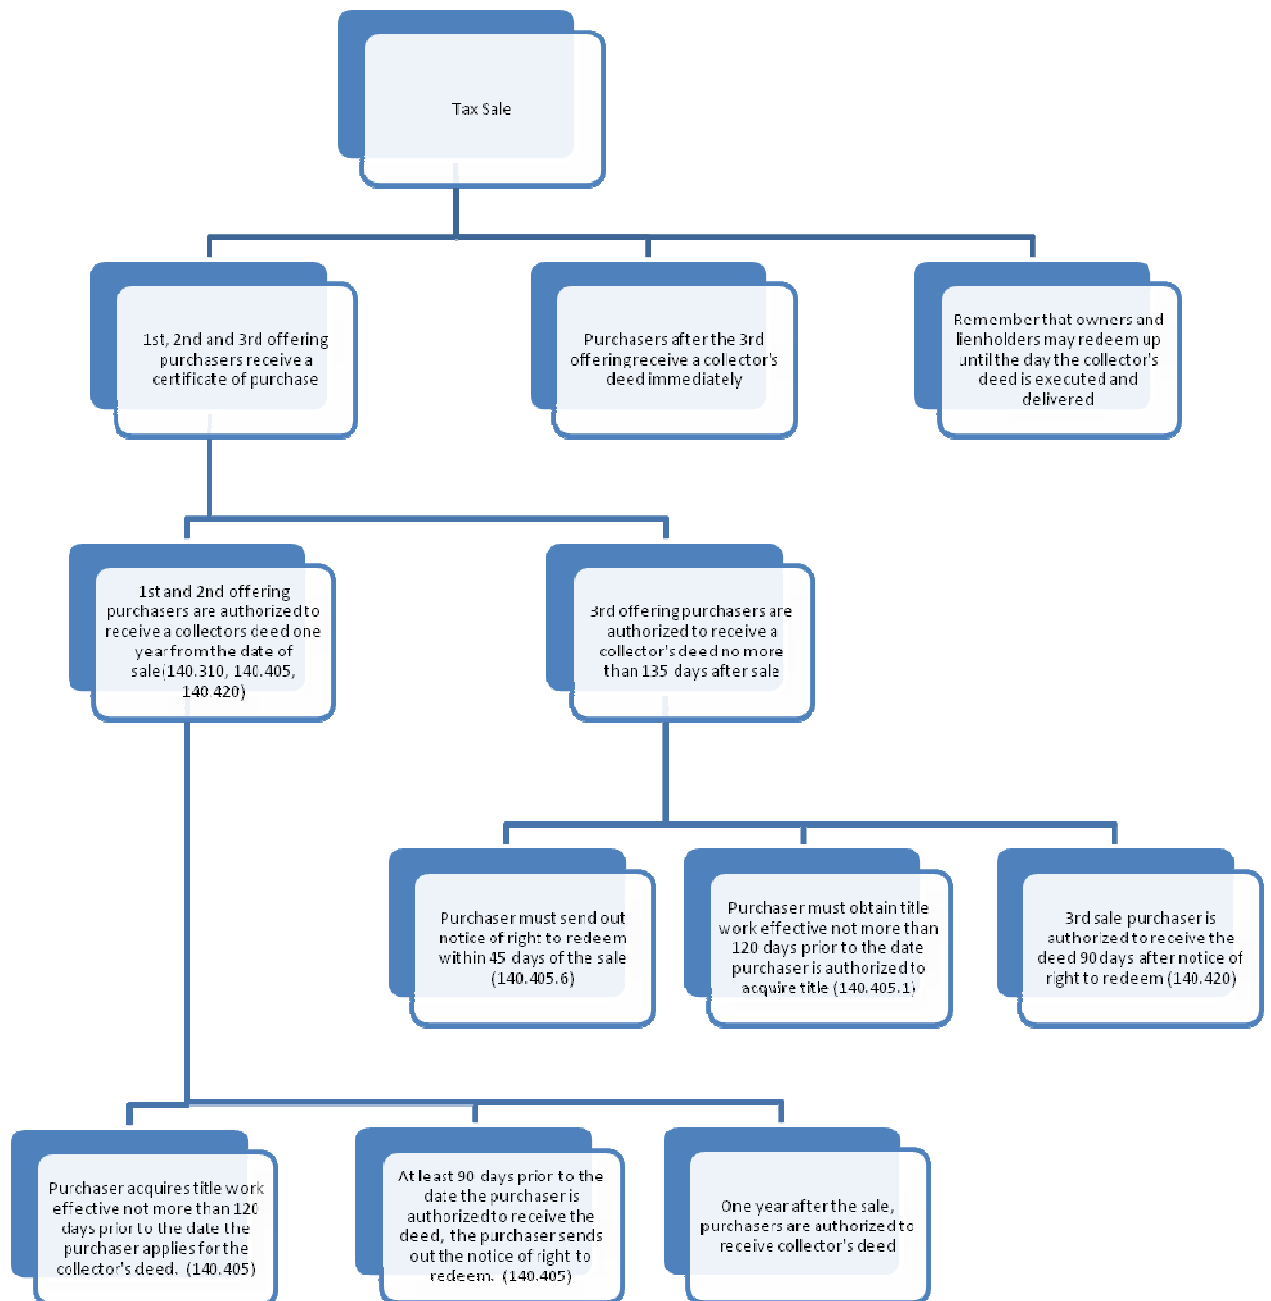 Tax Sale
1st, 2nd and 3rd offering
purchasers receive a
certificate of purchase
Purchasers after the 3rd
offering receive a collector's
deed immediately
Remember that owners and
lienholders may redeem up
until the day the collector's
deed is executed and
delivered
1st and 2nd offering
purchasers are authorized to
receive a collectors deed one
year from the date of
sale(140.310, 140.405,
140.420)
3rd offering purchasers are
authorized to receive a
collector's deed no more
than 135 days after sale
Purchaser must send out
notice of right to redeem
within 45 days of the sale
(140.405.6)
Purchaser must obtain title
work effective not more than
120 days prior to the date
purchaser is authorized to
acquire title (140.405.1)
3rd sale purchaser is
authorized to receive the
deed 90 days after notice of
right to redeem (140.420)
Purchaser acquires title work
effective not more than 120
days prior to the date the
purchaser applies for the
collector's deed. (140.405)
At least 90 days prior to the
date the purchaser is
authorized to receive the
deed, the purchaser sends
out the notice of right to
redeem. (140.405)
One year after the sale,
purchasers are authorized to
receive collector's deed